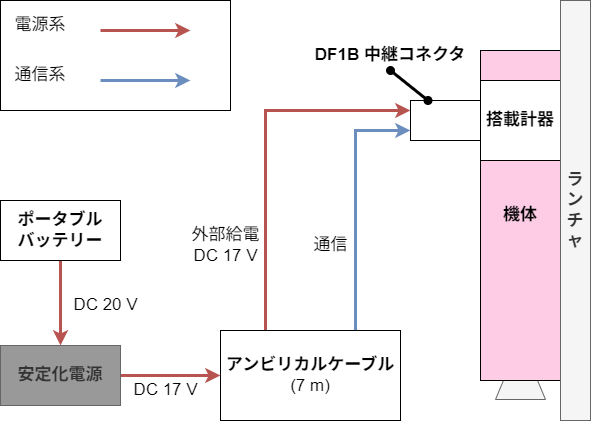 電源系
通信系
DF1B 中継コネクタ
搭載計器
機体
ランチャ
外部給電
DC 17 V
通信
ポータブル
バッテリー
DC 20 V
安定化電源
DC 17 V
アンビリカルケーブル
(7 m)